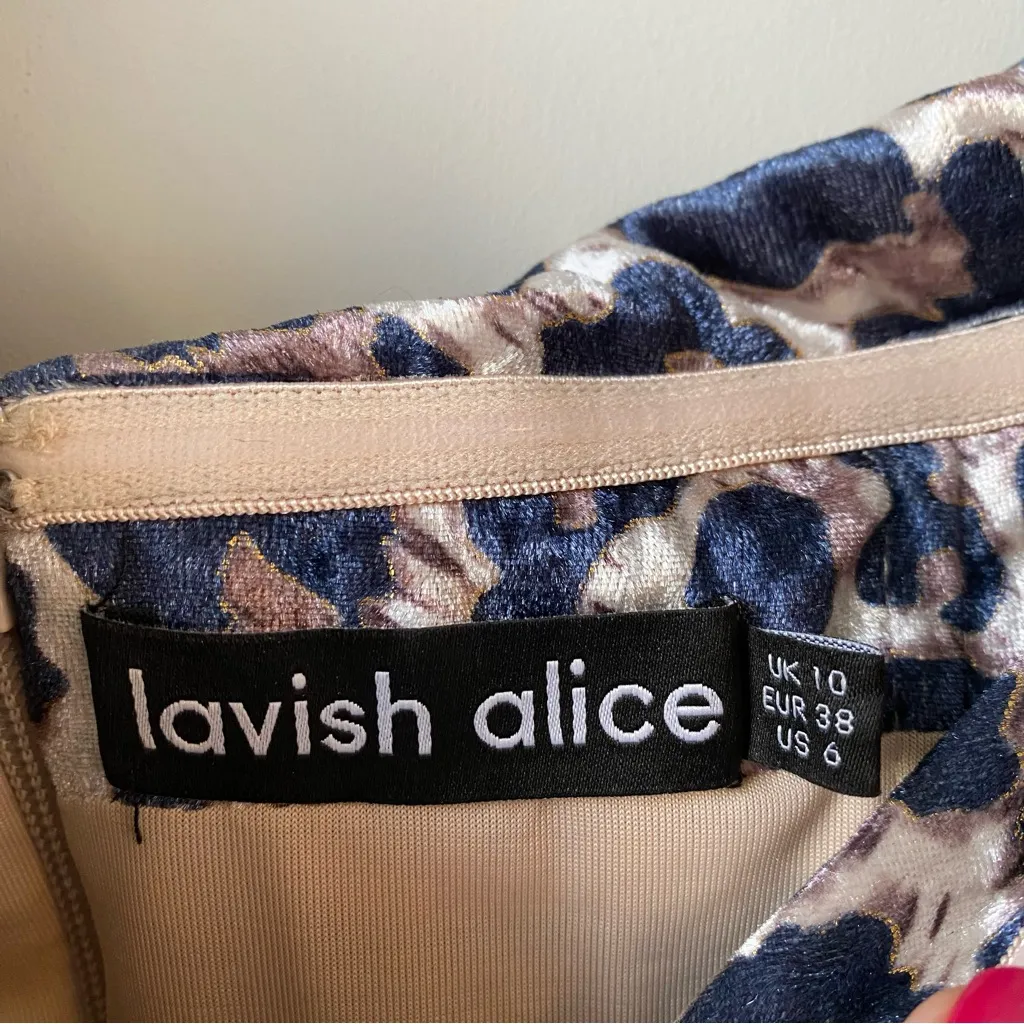 lavish alice
UK 10
EUR 38
US 6